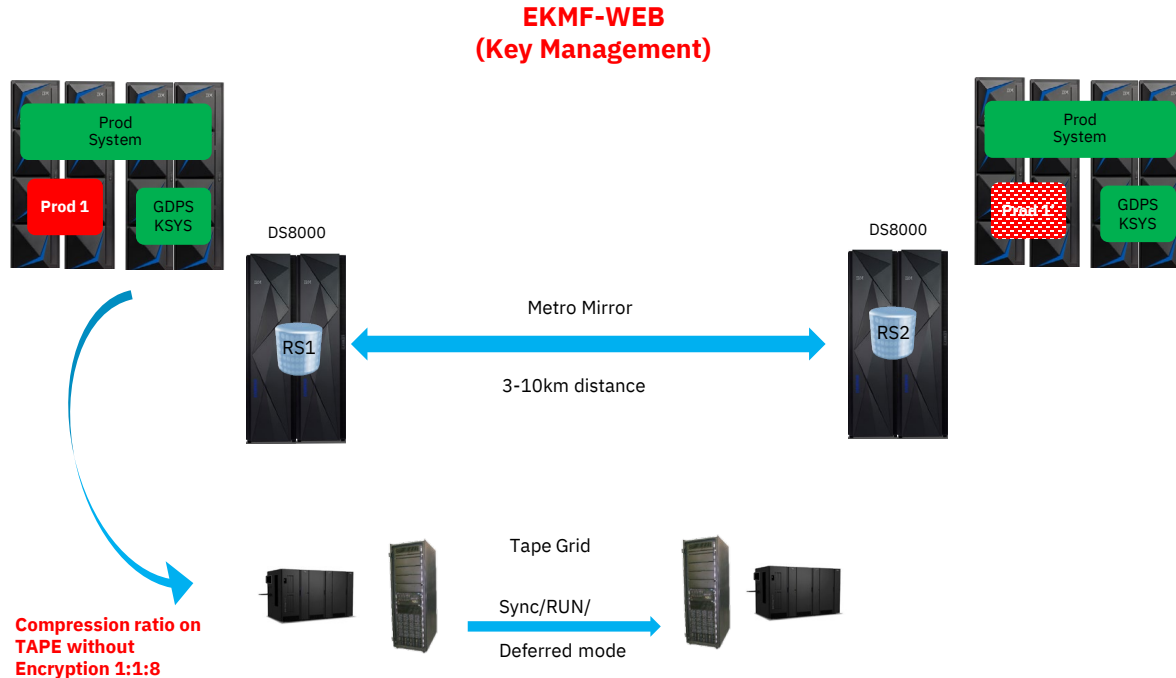 EKMF-WEB
(Key Management)
Prod
System
Prod 1
GDPS
KSYS
Prod
System
Prod 1'
GDPS
KSYS
DS8000
DS8000
RS1
Metro Mirror
RS2
3-10km distance
Tape Grid
Sync/RUN/
Deferred mode
Compression ratio on
TAPE without
Encryption 1:1:8